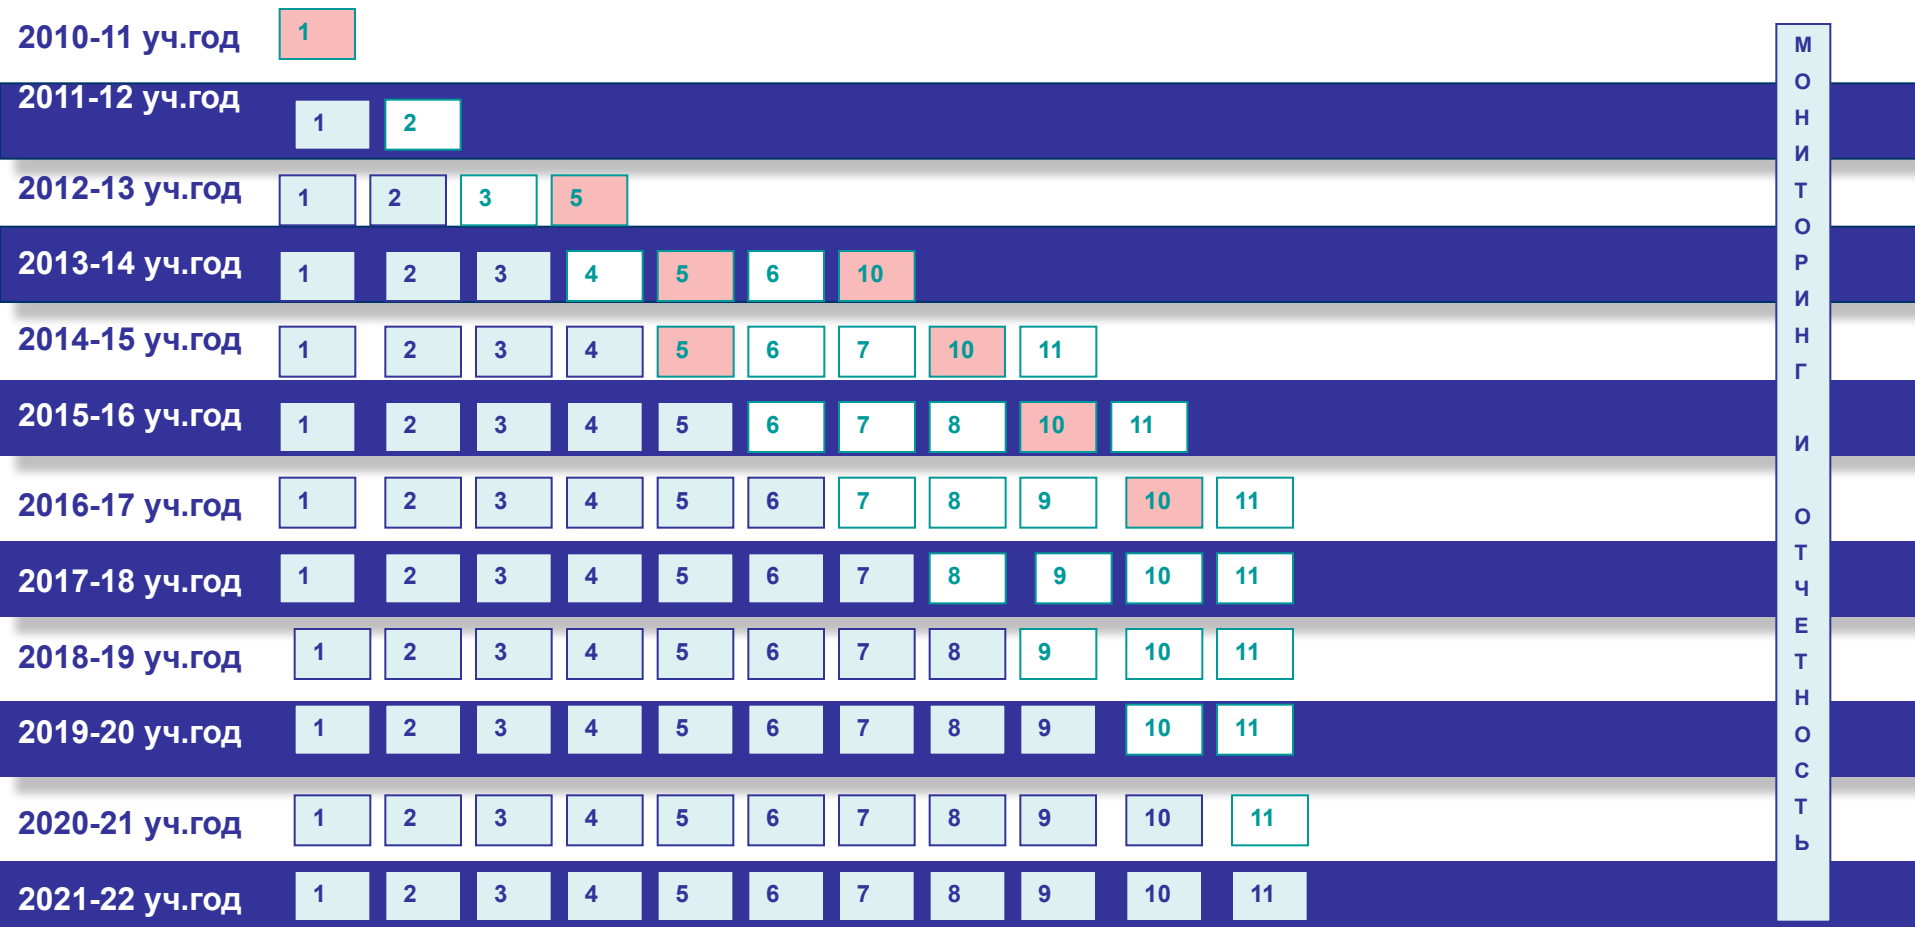 2010-11 уч.год 1
2011-12 уч.год 1 2
2012-13 уч.год 1 2 3 5
2013-14 уч.год 1 2 3 4 5 6 10
2014-15 уч.год 1 2 3 4 5 6 7 10 11
2015-16 уч.год 1 2 3 4 5 6 7 8 10 11
2016-17 уч.год 1 2 3 4 5 6 7 8 9 10 11
2017-18 уч.год 1 2 3 4 5 6 7 8 9 10 11
2018-19 уч.год 1 2 3 4 5 6 7 8 9 10 11
2019-20 уч.год 1 2 3 4 5 6 7 8 9 10 11
2020-21 уч.год 1 2 3 4 5 6 7 8 9 10 11
2021-22 уч.год 1 2 3 4 5 6 7 8 9 10 11
МОНИТОРИНГ И ОТЧЕТНОСТЬ